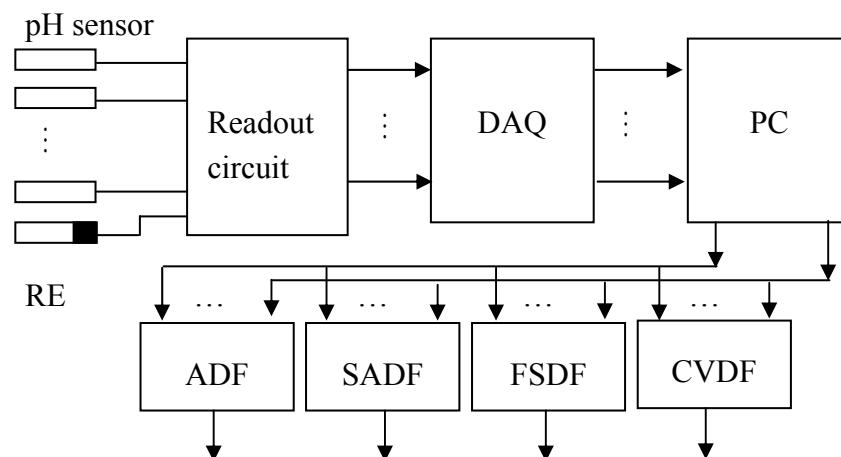 pH sensor
Readout
circuit
DAQ
PC
RE
ADF
SADF
FSDF
CVDF